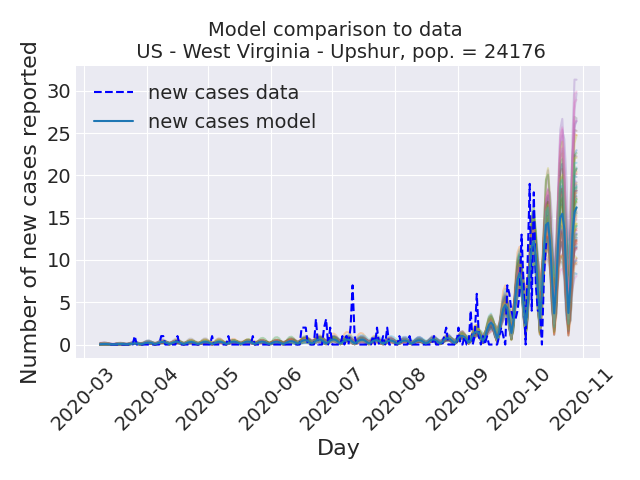 Model comparison to data
US - West Virginia - Upshur, pop. = 24176
Number of new cases reported
30
25
20
15
10
5
0
new cases data
new cases model
2020-03
2020-04
2020-05
2020-06
2020-07
2020-08
2020-09
2020-10
2020-11
Day